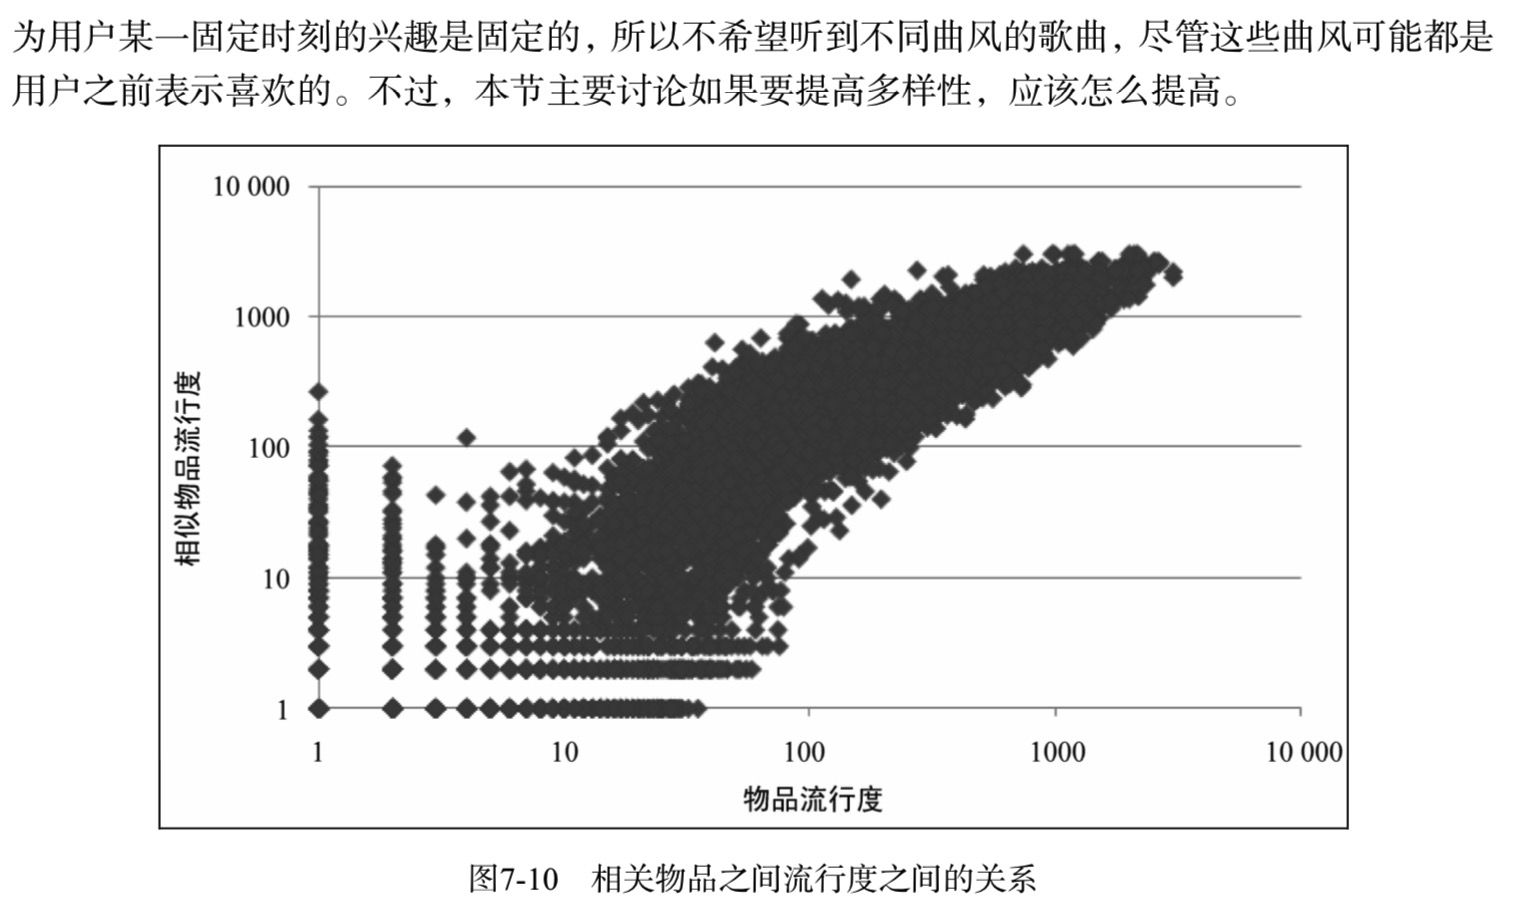 为用户某一固定时刻的兴趣是固定的，所以不希望听到不同曲风的歌曲，尽管这些曲风可能都是
用户之前表示喜欢的。不过，本节主要讨论如果要提高多样性，应该怎么提高。
10 000
1000
100
10
1
相似物品流行度
1 10 100 1000 10 000
物品流行度
图7-10 相关物品之间流行度之间的关系